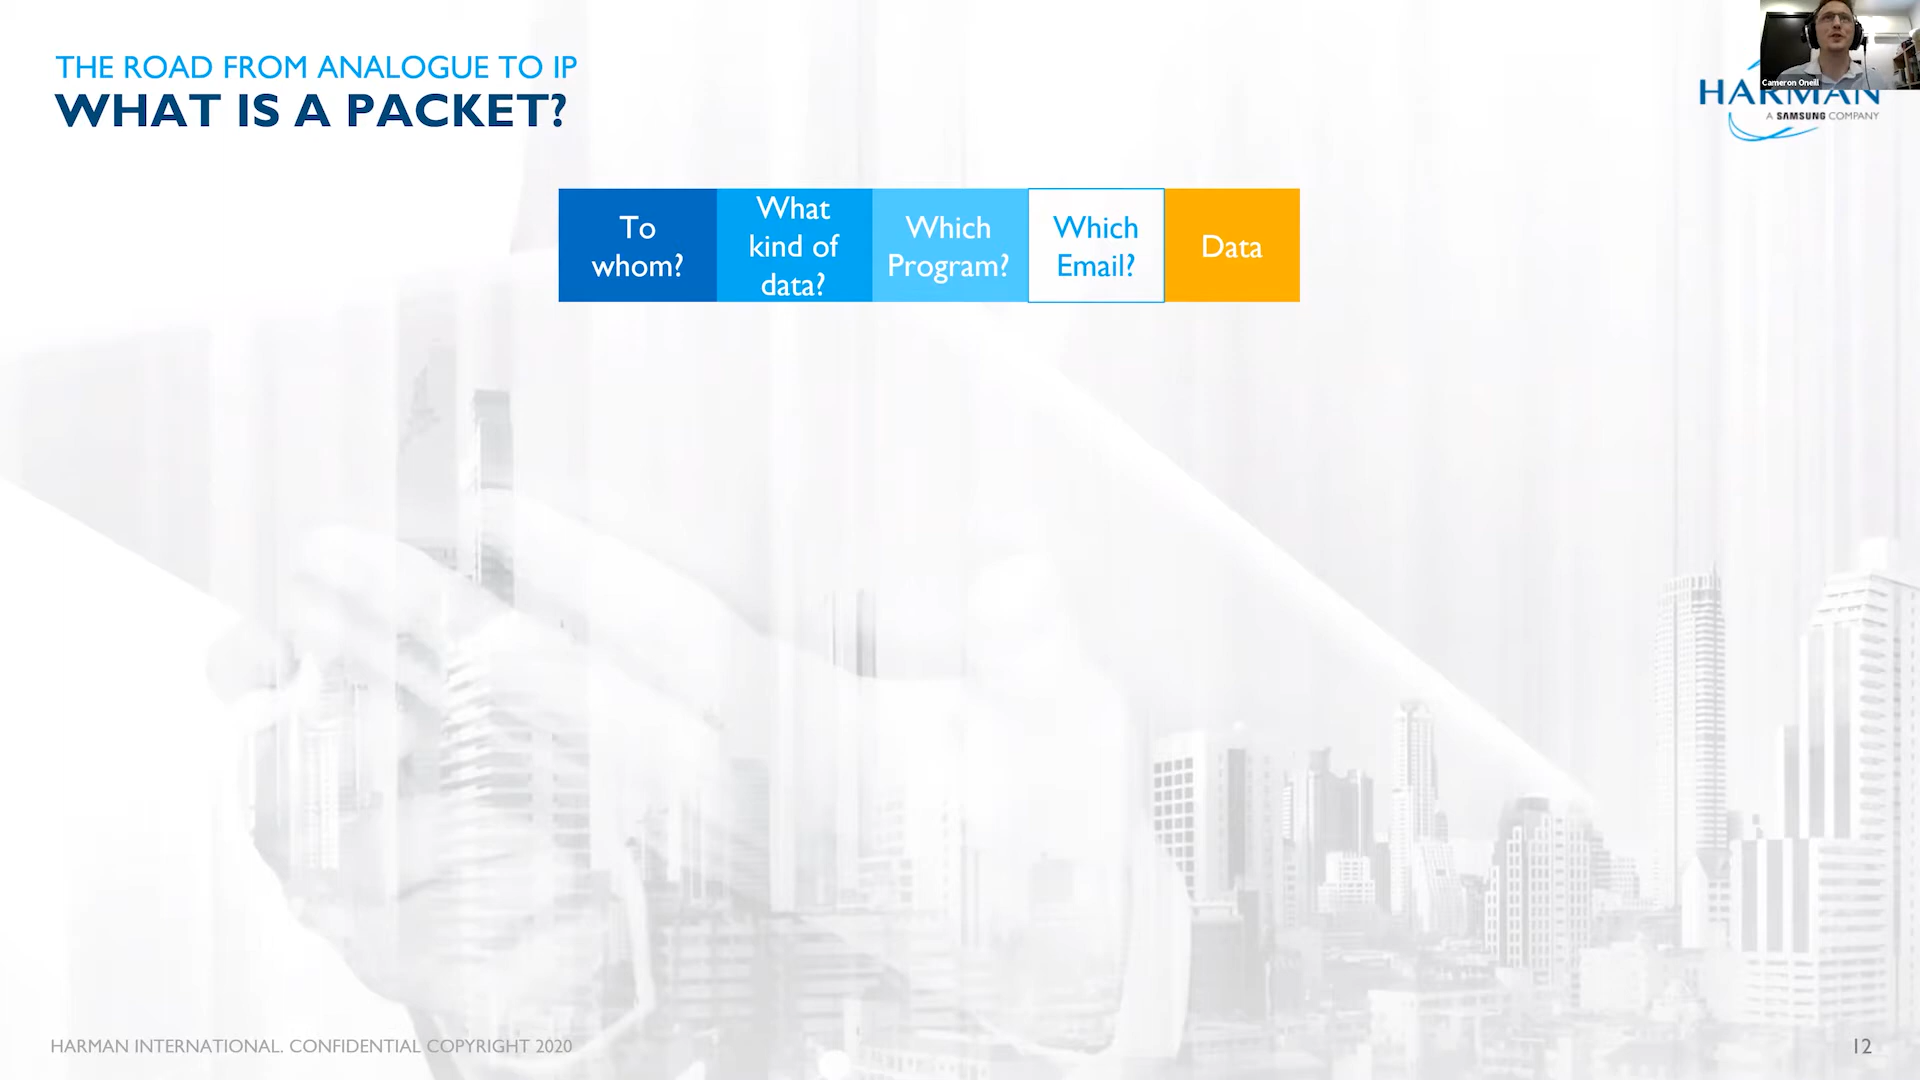 THE ROAD FROM ANALOGUE TO IP
WHAT IS A PACKET?
Cameron Oneill
HARMAN
A SAMSUNG COMPANY
To
whom?
What
kind of
data?
Which
Program?
Which
Email?
Data
HARMAN INTERNATIONAL. CONFIDENTIAL COPYRIGHT 2020
12